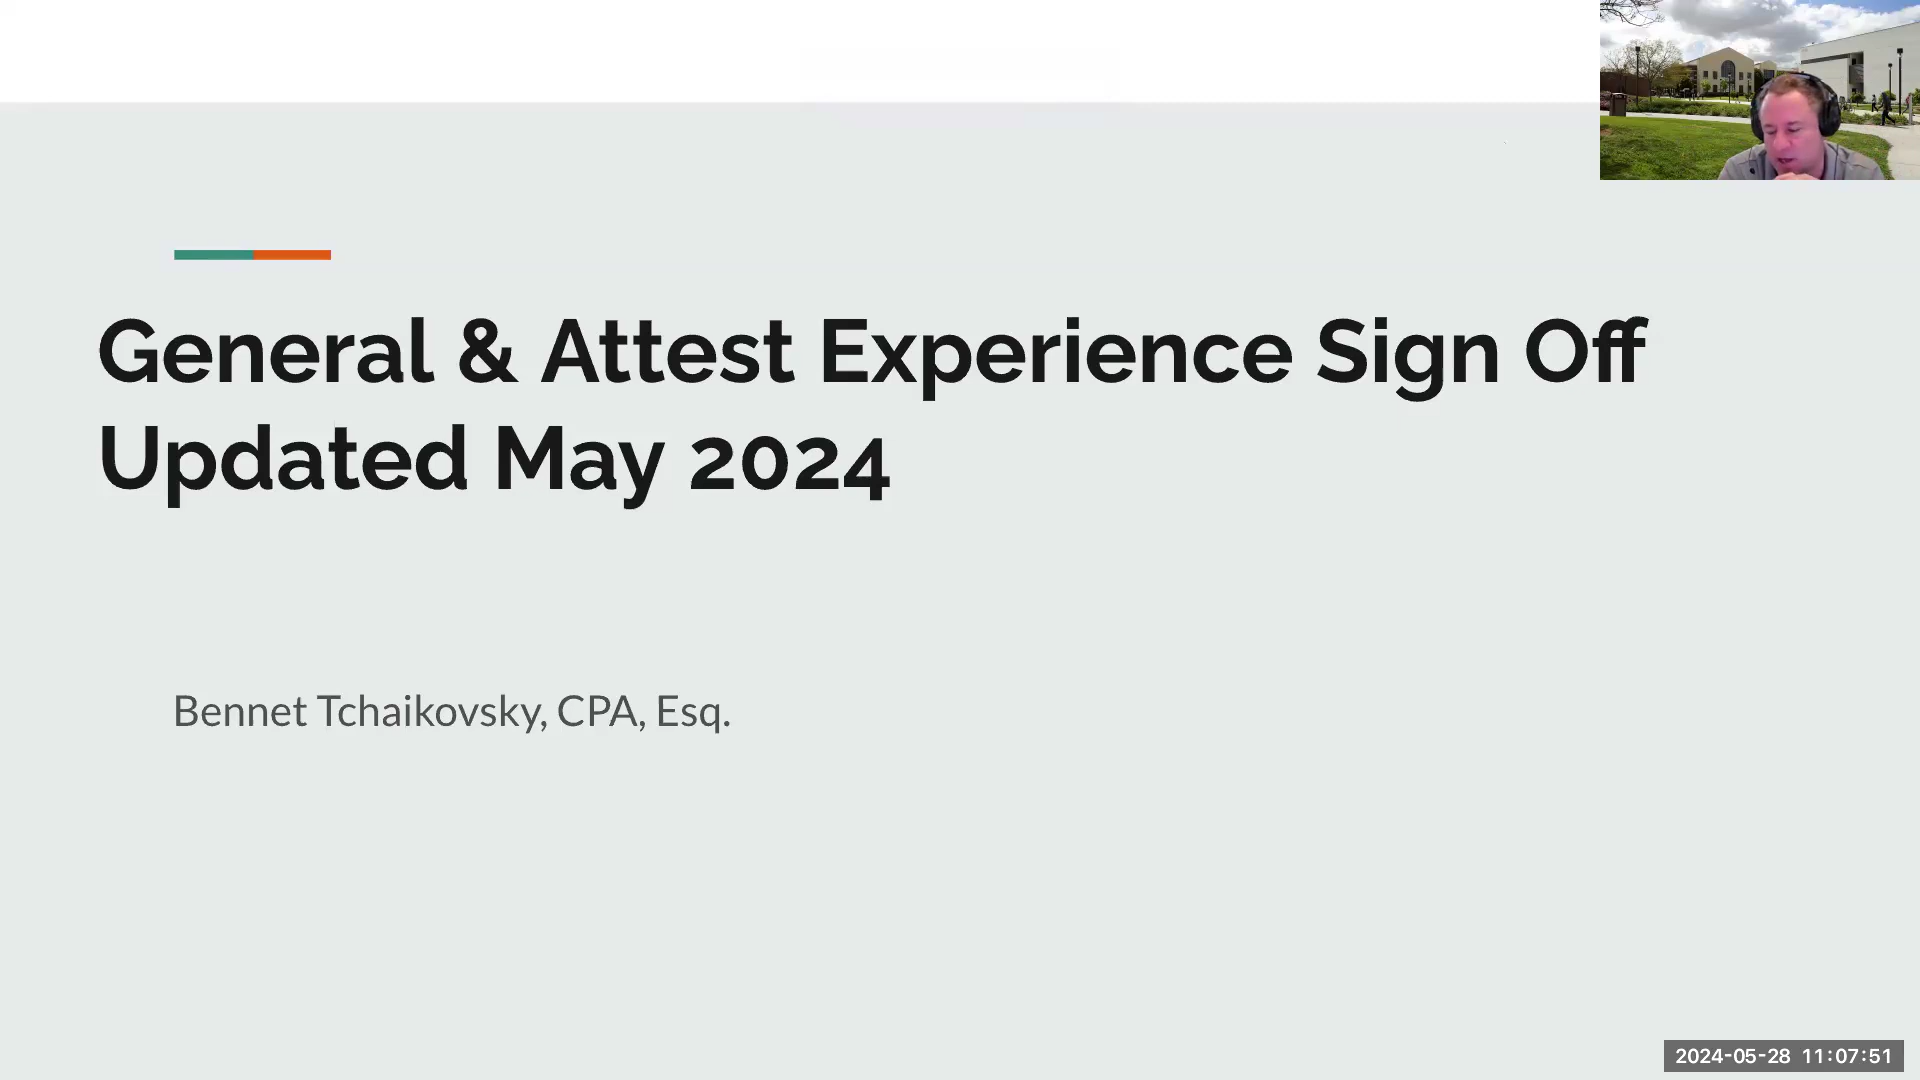 General & Attest Experience Sign Off
Updated May 2024
Bennet Tchaikovsky, CPA, Esq.
2024-05-28 11:07:51